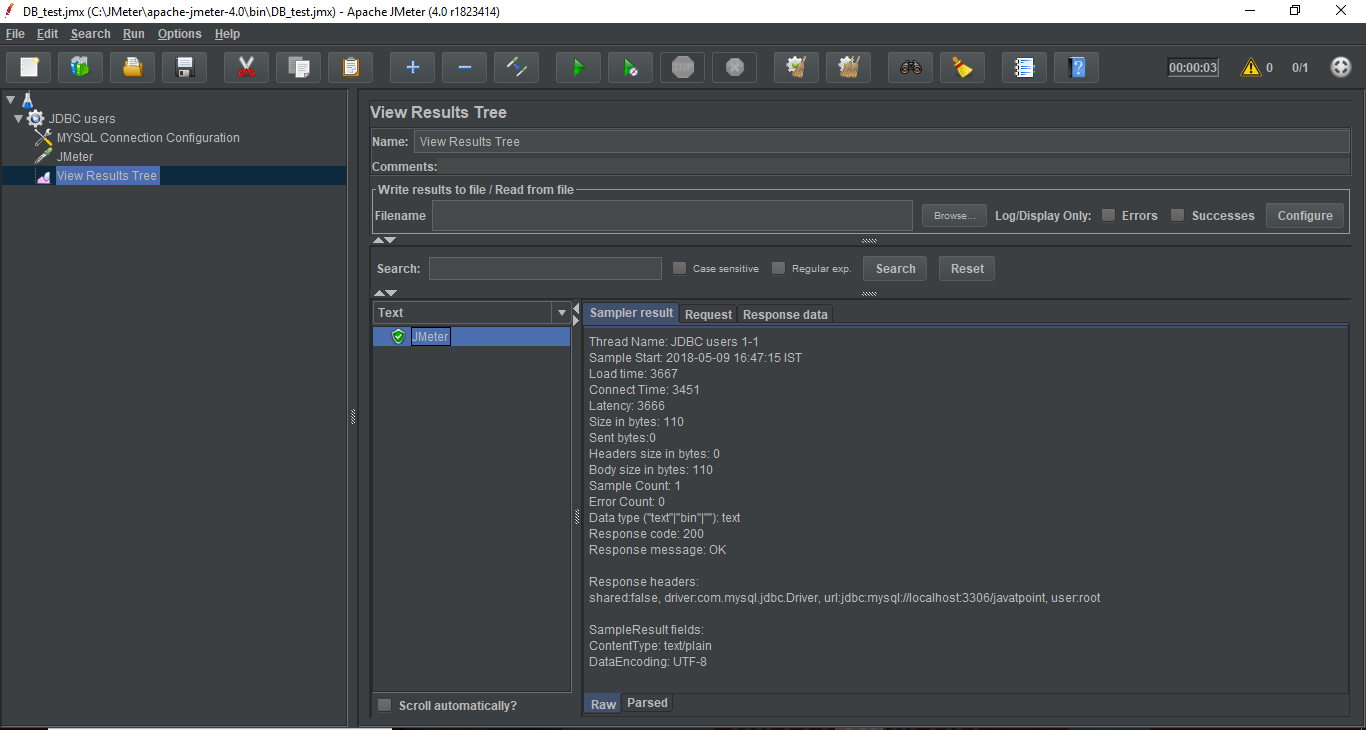 DB_test.jmx (C:\JMeter\apache-jmeter-4.0\bin\DB_test.jmx) - Apache JMeter (4.0 r1823414)
File Edit Search Run Options Help
STOP 00:00:03 0 0/1
JDBC users
MYSQL Connection Configuration
JMeter
View Results Tree
View Results Tree
Name: View Results Tree
Comments:
Write results to file / Read from file
Filename Browse... Log/Display Only: Errors Successes Configure
Search: Case sensitive Regular exp. Search Reset
Text
JMeter
Scroll automatically?
Sampler result Request Response data
Thread Name: JDBC users 1-1
Sample Start: 2018-05-09 16:47:15 IST
Load time: 3667
Connect Time: 3451
Latency: 3666
Size in bytes: 110
Sent bytes:0
Headers size in bytes: 0
Body size in bytes: 110
Sample Count: 1
Error Count: 0
Data type ("text"|"bin"|""): text
Response code: 200
Response message: OK
Response headers:
shared:false, driver:com.mysql.jdbc.Driver, url:jdbc:mysql://localhost:3306/javatpoint, user:root
SampleResult fields:
ContentType: text/plain
DataEncoding: UTF-8
Raw Parsed